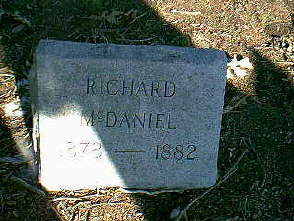 RICHARD
McDANIEL
— 1882